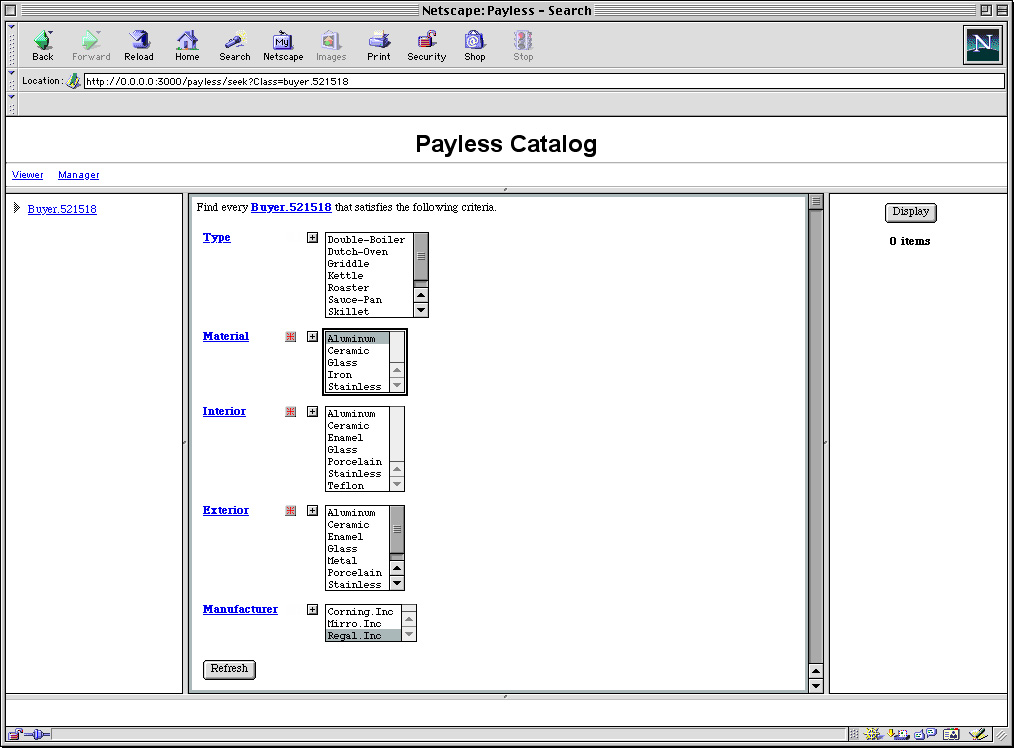 Netscape: Payless - Search
Back Forward Reload Home Search Netscape Images Print Security Shop Stop
My
N
Location: http://0.0.0.0:3000/payless/seek?Class=buyer.521518
Payless Catalog
Viewer Manager
Buyer.521518
Find every Buyer.521518 that satisfies the following criteria.
Type
Double-Boiler
Dutch-Oven
Griddle
Kettle
Roaster
Sauce-Pan
Skillet
Material
Aluminum
Ceramic
Glass
Iron
Stainless
Interior
Aluminum
Ceramic
Enamel
Glass
Porcelain
Stainless
Teflon
Exterior
Aluminum
Ceramic
Enamel
Glass
Metal
Porcelain
Stainless
Manufacturer
Corning.Inc
Mirro.Inc
Regal.Inc
Refresh
Display
0 items